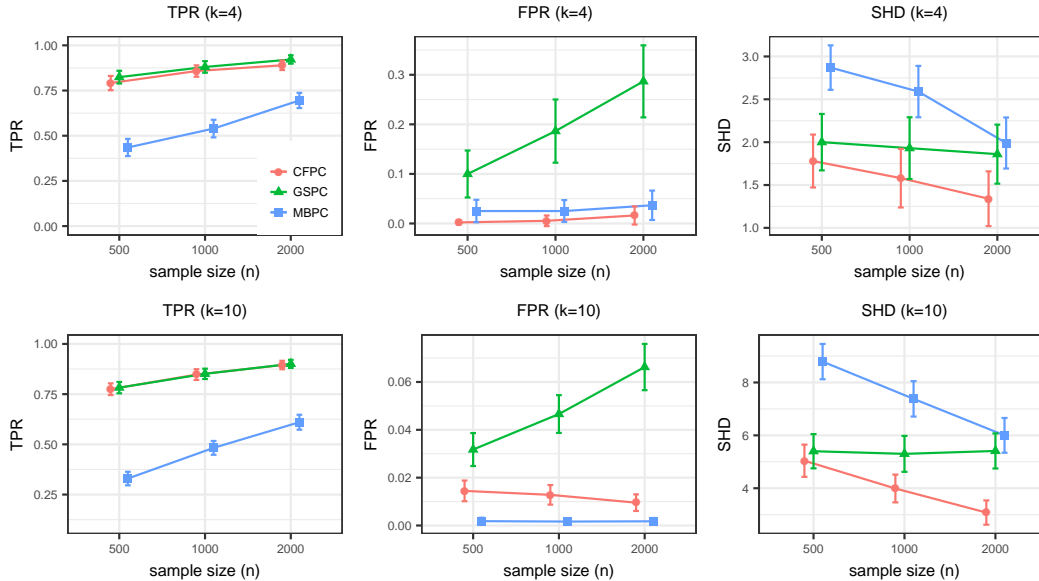 TPR (k=4)
FPR (k=4)
SHD (k=4)
TPR
1.00
0.75
0.50
0.25
0.00
CFPC
GSPC
MBPC
500
1000
2000
sample size (n)
FPR
0.3
0.2
0.1
0.0
500
1000
2000
sample size (n)
SHD
3.0
2.5
2.0
1.5
1.0
500
1000
2000
sample size (n)
TPR (k=10)
FPR (k=10)
SHD (k=10)
TPR
1.00
0.75
0.50
0.25
500
1000
2000
sample size (n)
FPR
0.06
0.04
0.02
0.00
500
1000
2000
sample size (n)
SHD
8
6
4
500
1000
2000
sample size (n)